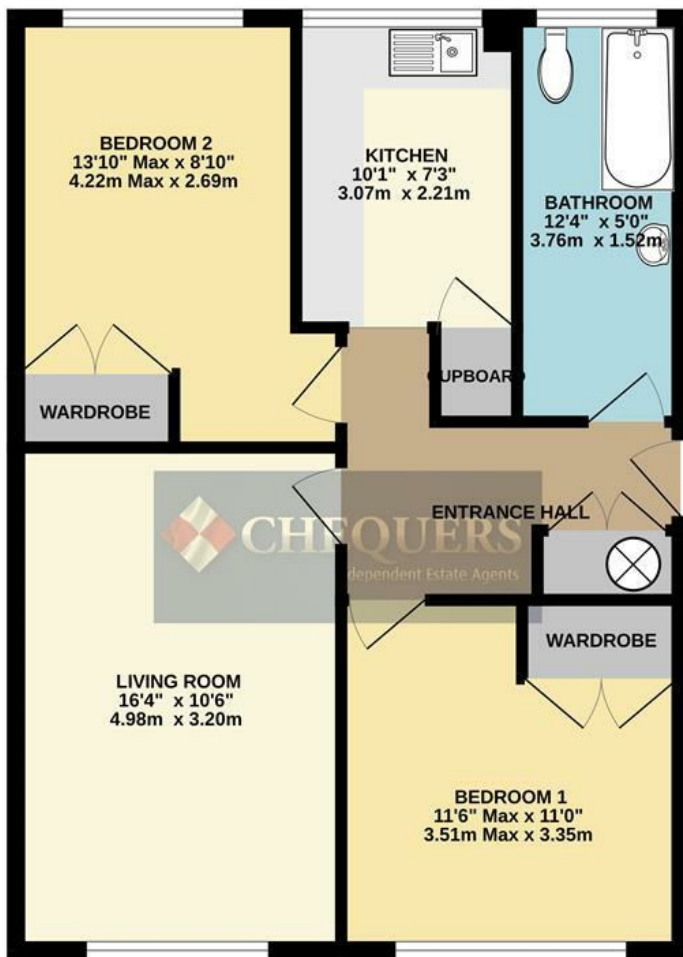 BEDROOM 2
13'10" Max x 8'10"
4.22m Max x 2.69m
KITCHEN
10'1" x 7'3"
3.07m x 2.21m
BATHROOM
12'4" x 5'0"
3.76m x 1.52m
CUPBOARD
WARDROBE
ENTRANCE HALL
CHEQUERS
Independent Estate Agents
WARDROBE
LIVING ROOM
16'4" x 10'6"
4.98m x 3.20m
BEDROOM 1
11'6" Max x 11'0"
3.51m Max x 3.35m